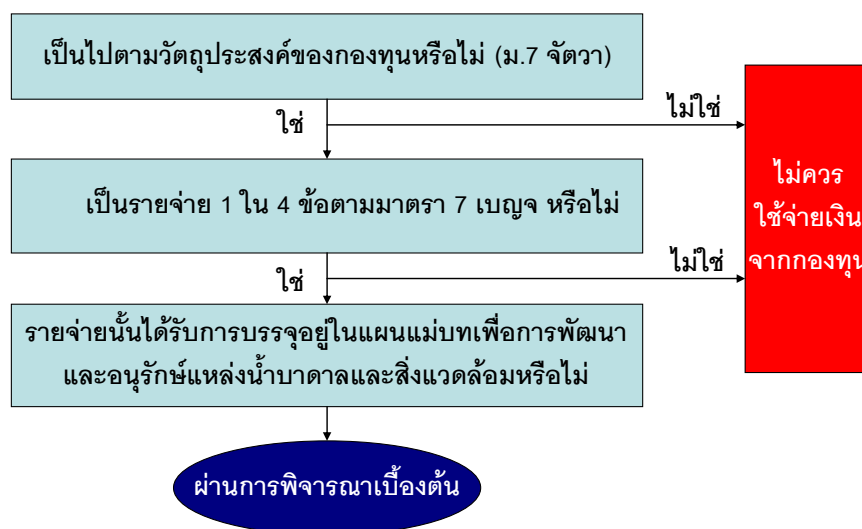 เป็นไปตามวัตถุประสงค์ของกองทุนหรือไม่ (ม.7 จัตวา)
ใช่
ไม่ใช่
เป็นรายจ่าย 1 ใน 4 ข้อตามมาตรา 7 เบญจ หรือไม่
ไม่ควร
ใช้จ่ายเงิน
จากกองทุน
ใช่
ไม่ใช่
รายจ่ายนั้นได้รับการบรรจุอยู่ในแผนแม่บทเพื่อการพัฒนา
และอนุรักษ์แหล่งน้ำบาดาลและสิ่งแวดล้อมหรือไม่
ผ่านการพิจารณาเบื้องต้น